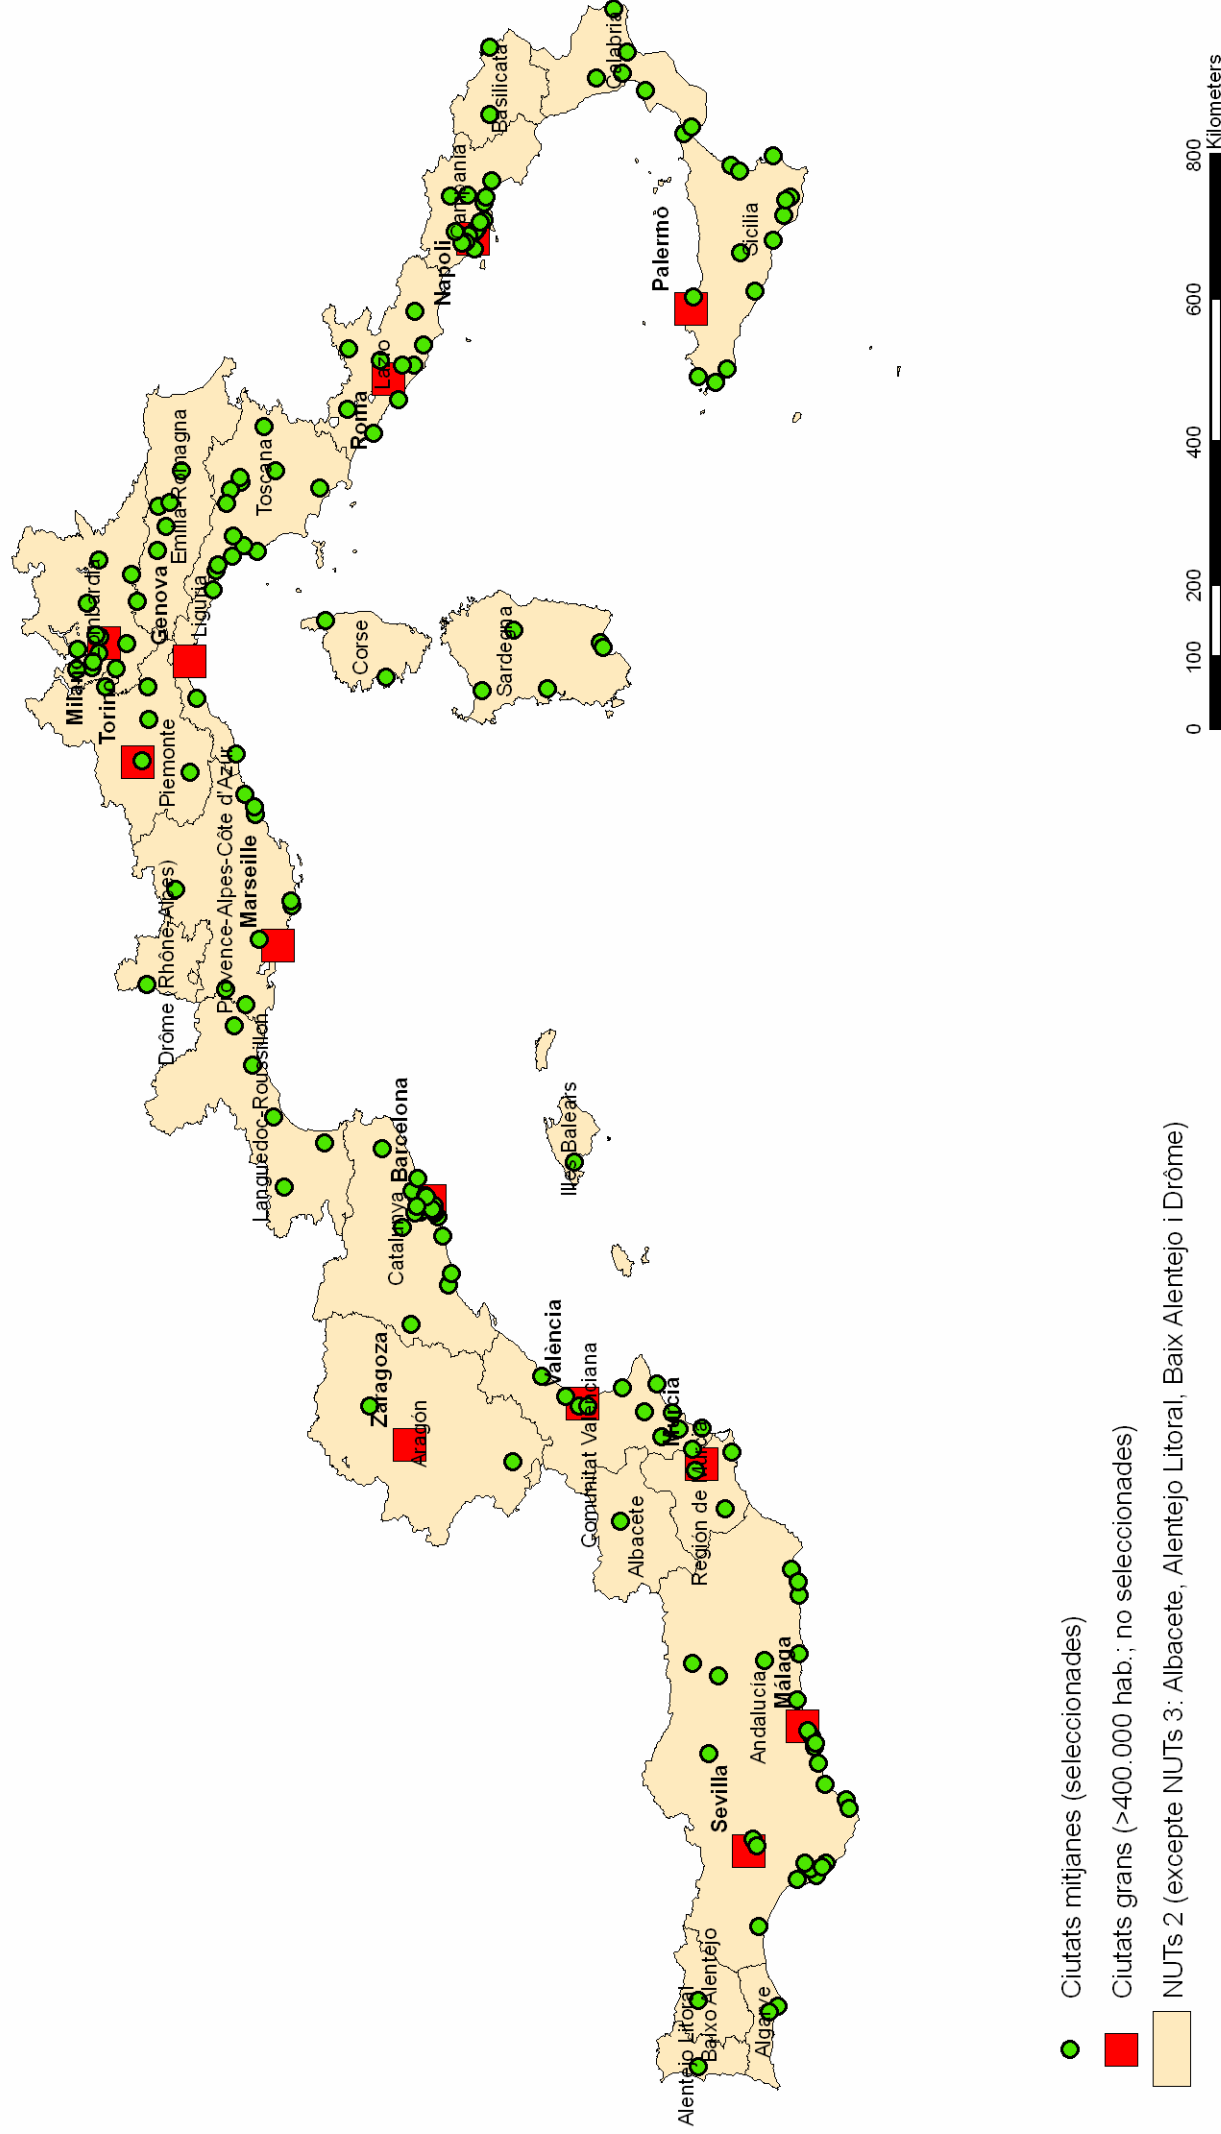 Alentejo Litoral
Baixo Alentejo
Algarve
Sevilla
Andalucía
Málaga
Albacete
Región de Murcia
Murcia
Comunitat Valenciana
València
Zaragoza
Aragón
Catalunya
Barcelona
Illes Balears
Languedoc-Roussillon
Drôme (Rhône-Alpes)
Provence-Alpes-Côte d'Azur
Marseille
Piemonte
Torino
Milano
Lombardia
Genova
Liguria
Emilia-Romagna
Toscana
Corse
Sardegna
Roma
Lazio
Napoli
Campania
Basilicata
Calabria
Palermo
Sicilia
Ciutats mitjanes (seleccionades)
Ciutats grans (>400.000 hab.; no seleccionades)
NUTs 2 (excepte NUTs 3: Albacete, Alentejo Litoral, Baix Alentejo i Drôme)
0 100 200 400 600 800
Kilometers